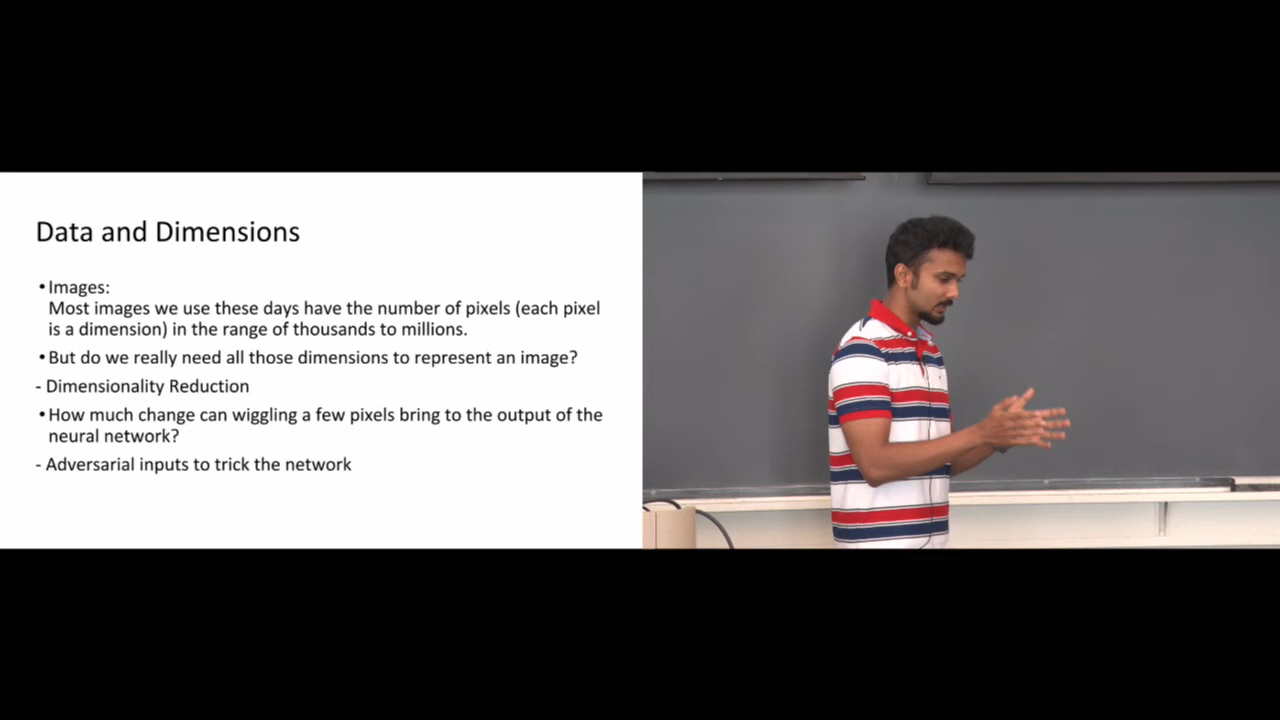 Data and Dimensions
•Images:
Most images we use these days have the number of pixels (each pixel
is a dimension) in the range of thousands to millions.
•But do we really need all those dimensions to represent an image?
- Dimensionality Reduction
•How much change can wiggling a few pixels bring to the output of the
neural network?
- Adversarial inputs to trick the network